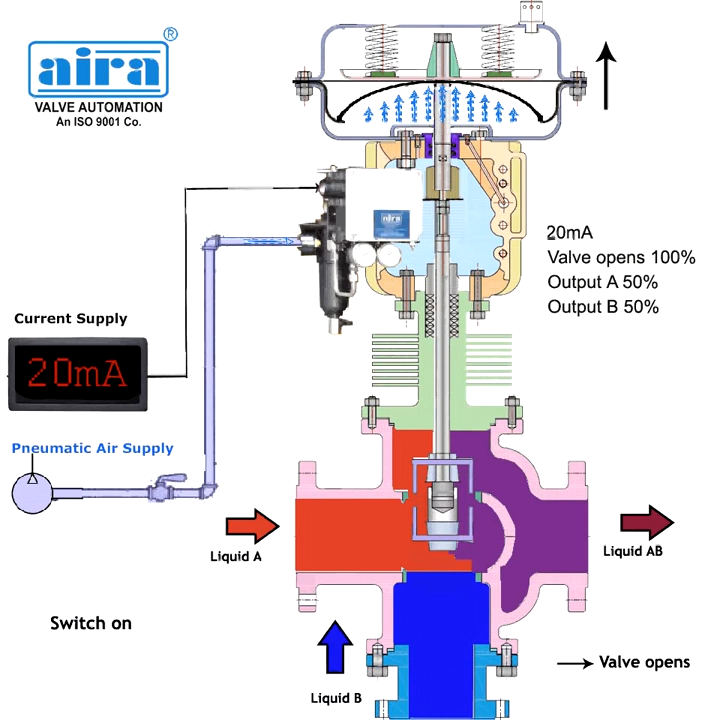 aira®
VALVE AUTOMATION
An ISO 9001 Co.
aira
20mA
Valve opens 100%
Output A 50%
Output B 50%
Current Supply
20mA
Pneumatic Air Supply
Liquid A
Liquid AB
Switch on
Liquid B
Valve opens